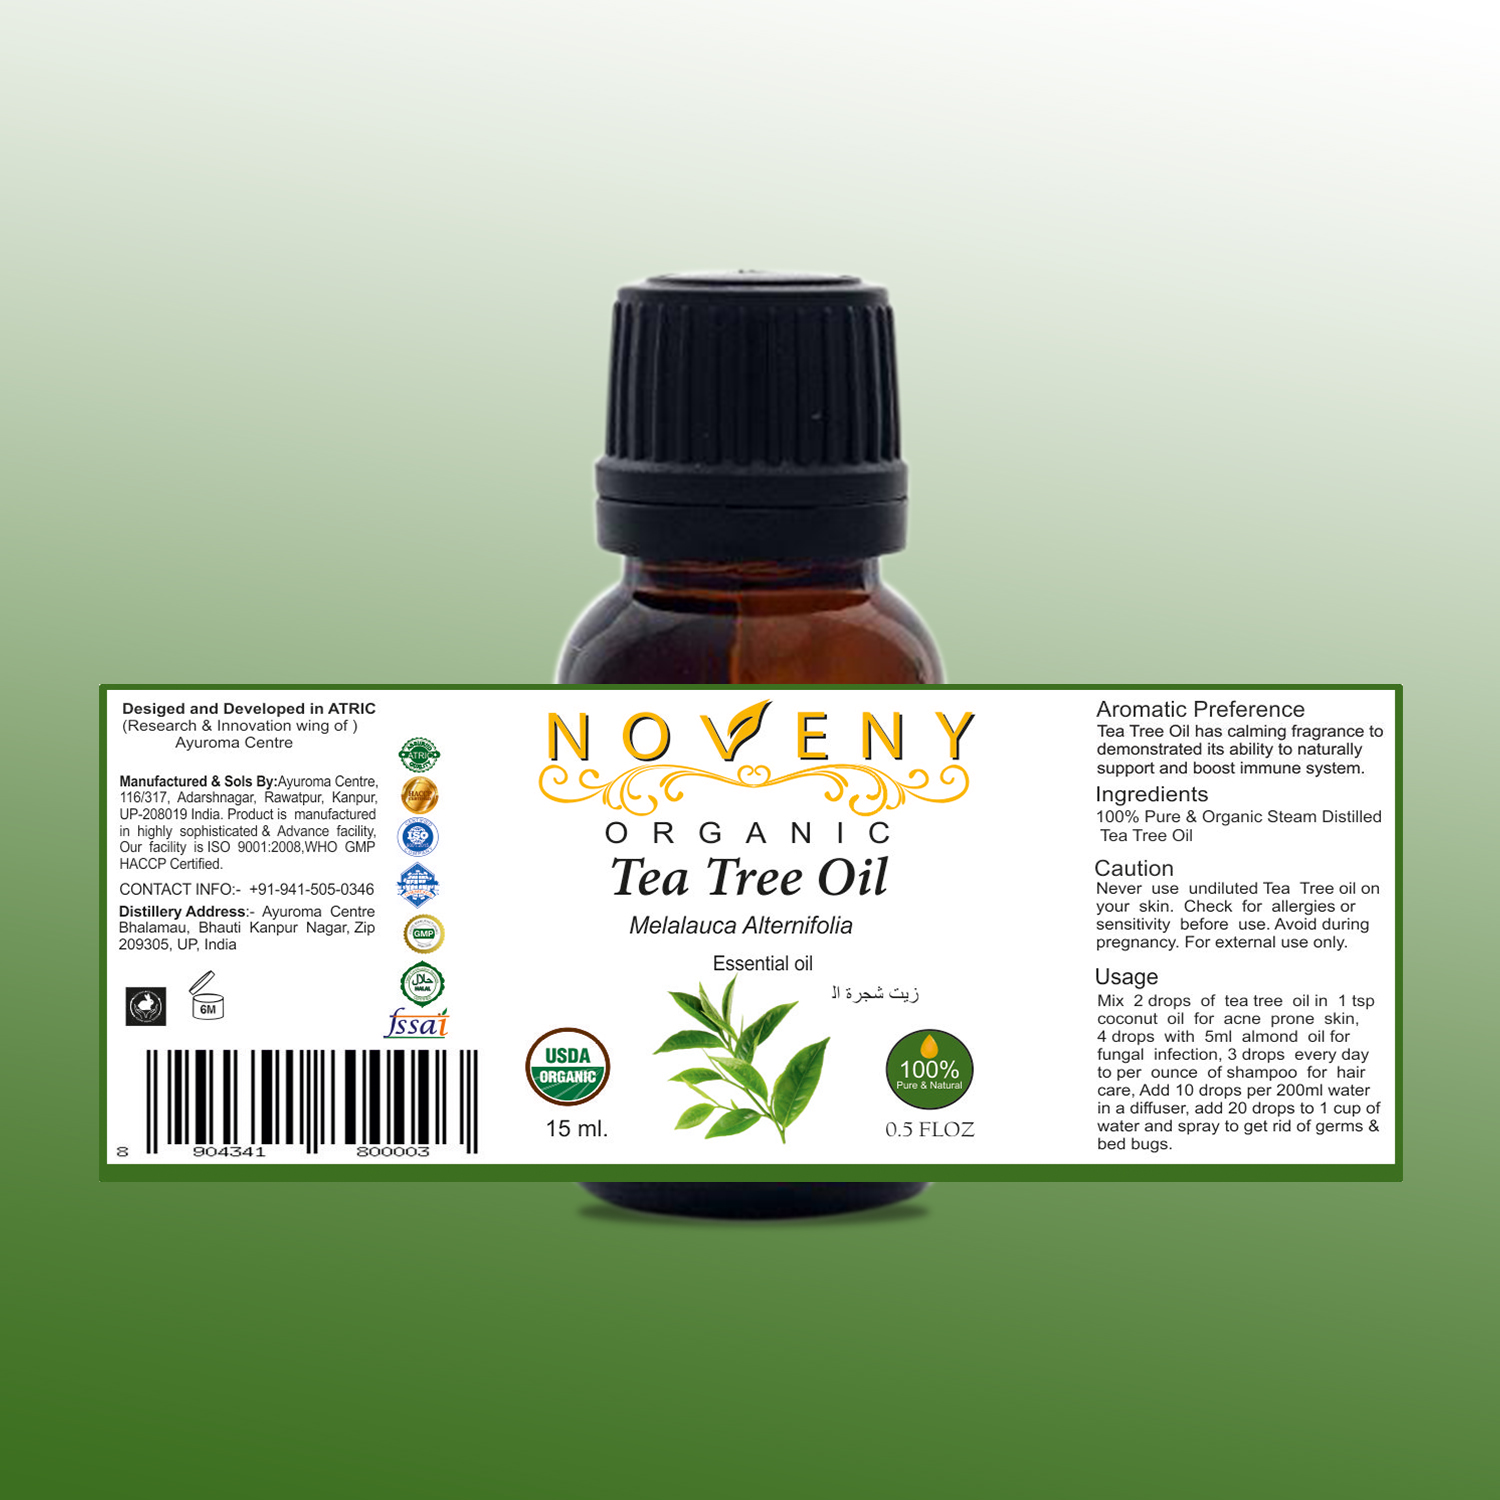 Desiged and Developed in ATRIC
(Research & Innovation wing of )
Ayuroma Centre
Manufactured & Sols By:Ayuroma Centre,
116/317, Adarshnagar, Rawatpur, Kanpur,
UP-208019 India. Product is manufactured
in highly sophisticated & Advance facility,
Our facility is ISO 9001:2008,WHO GMP
HACCP Certified.
CONTACT INFO:- +91-941-505-0346
Distillery Address:- Ayuroma Centre
Bhalamau, Bhauti Kanpur Nagar, Zip
209305, UP, India
6M
ATRIC
HACCP
ISO
GMP
حلال
HALAL
fssai
8 904341 800003
NOVENY
ORGANIC
Tea Tree Oil
Melalauca Alternifolia
Essential oil
زيت شجرة ال
USDA
ORGANIC
15 ml.
100%
Pure & Natural
0.5 FLOZ
Aromatic Preference
Tea Tree Oil has calming fragrance to
demonstrated its ability to naturally
support and boost immune system.
Ingredients
100% Pure & Organic Steam Distilled
Tea Tree Oil
Caution
Never use undiluted Tea Tree oil on
your skin. Check for allergies or
sensitivity before use. Avoid during
pregnancy. For external use only.
Usage
Mix 2 drops of tea tree oil in 1 tsp
coconut oil for acne prone skin,
4 drops with 5ml almond oil for
fungal infection, 3 drops every day
to per ounce of shampoo for hair
care, Add 10 drops per 200ml water
in a diffuser, add 20 drops to 1 cup of
water and spray to get rid of germs &
bed bugs.